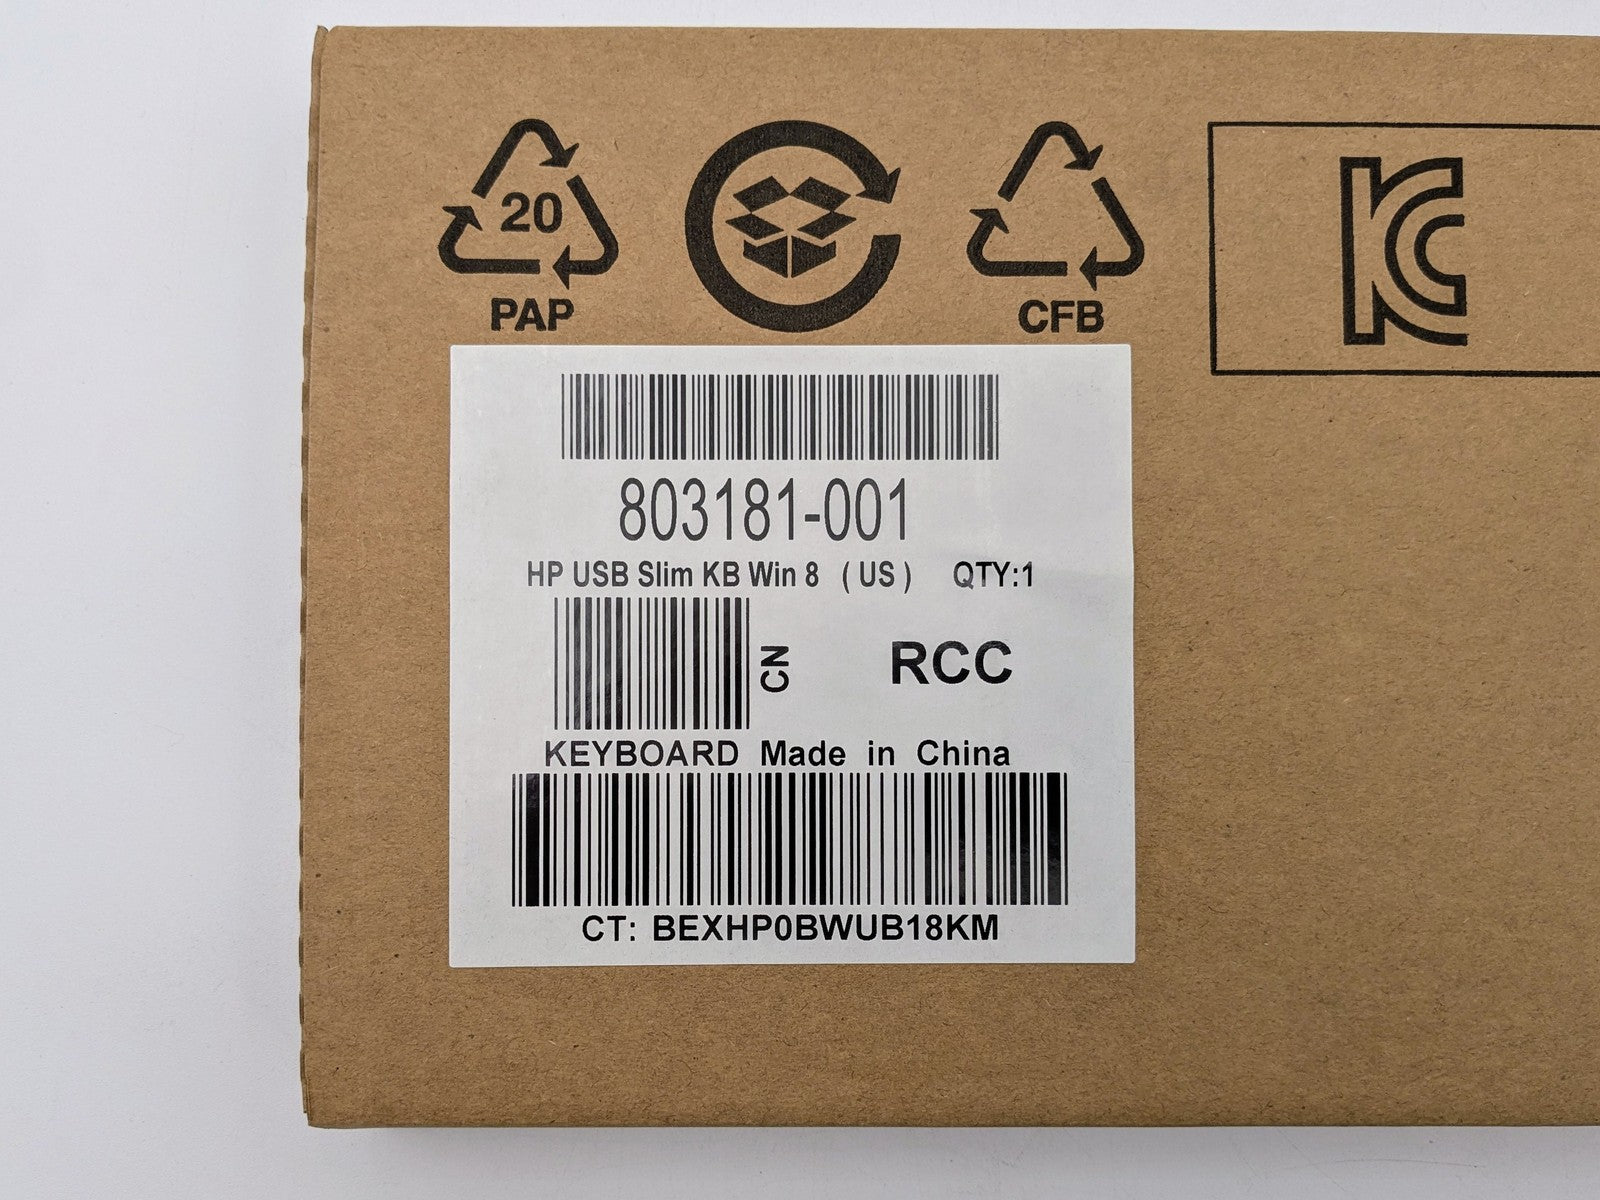 20
PAP
CFB
KC
803181-001
HP USB Slim KB Win 8 ( US ) QTY:1
CN
RCC
KEYBOARD Made in China
CT: BEXHP0BWUB18KM